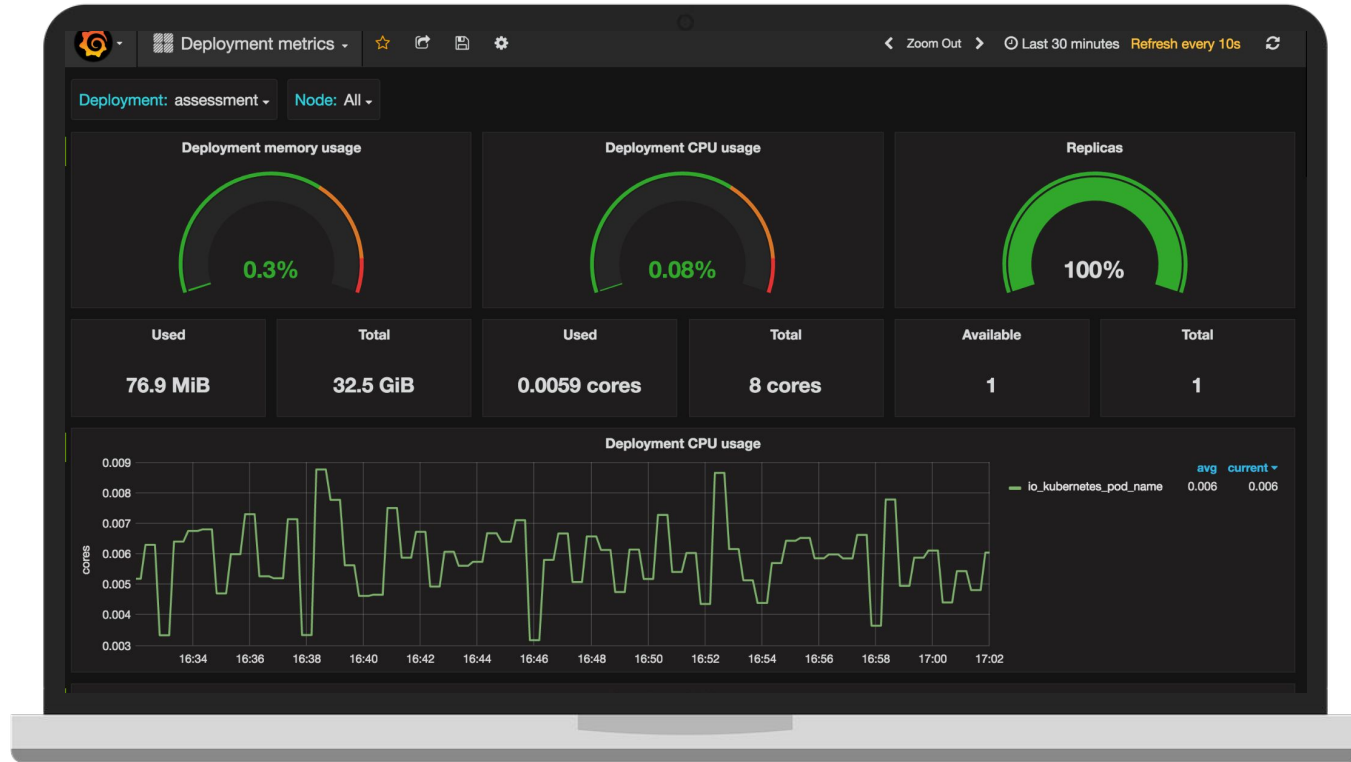 Deployment metrics
Zoom Out Last 30 minutes Refresh every 10s
Deployment: assessment Node: All
Deployment memory usage
0.3%
Deployment CPU usage
0.08%
Replicas
100%
Used
76.9 MiB
Total
32.5 GiB
Used
0.0059 cores
Total
8 cores
Available
1
Total
1
Deployment CPU usage
cores
0.009
0.008
0.007
0.006
0.005
0.004
0.003
16:34 16:36 16:38 16:40 16:42 16:44 16:46 16:48 16:50 16:52 16:54 16:56 16:58 17:00 17:02
avg current
io_kubernetes_pod_name 0.006 0.006